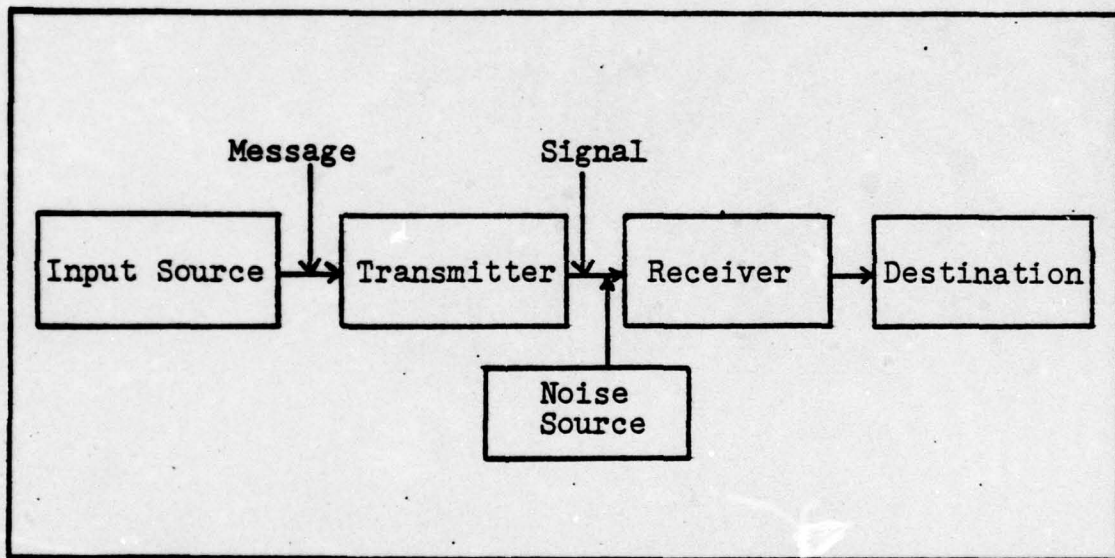 Message
Signal
Input Source
Transmitter
Receiver
Destination
Noise
Source